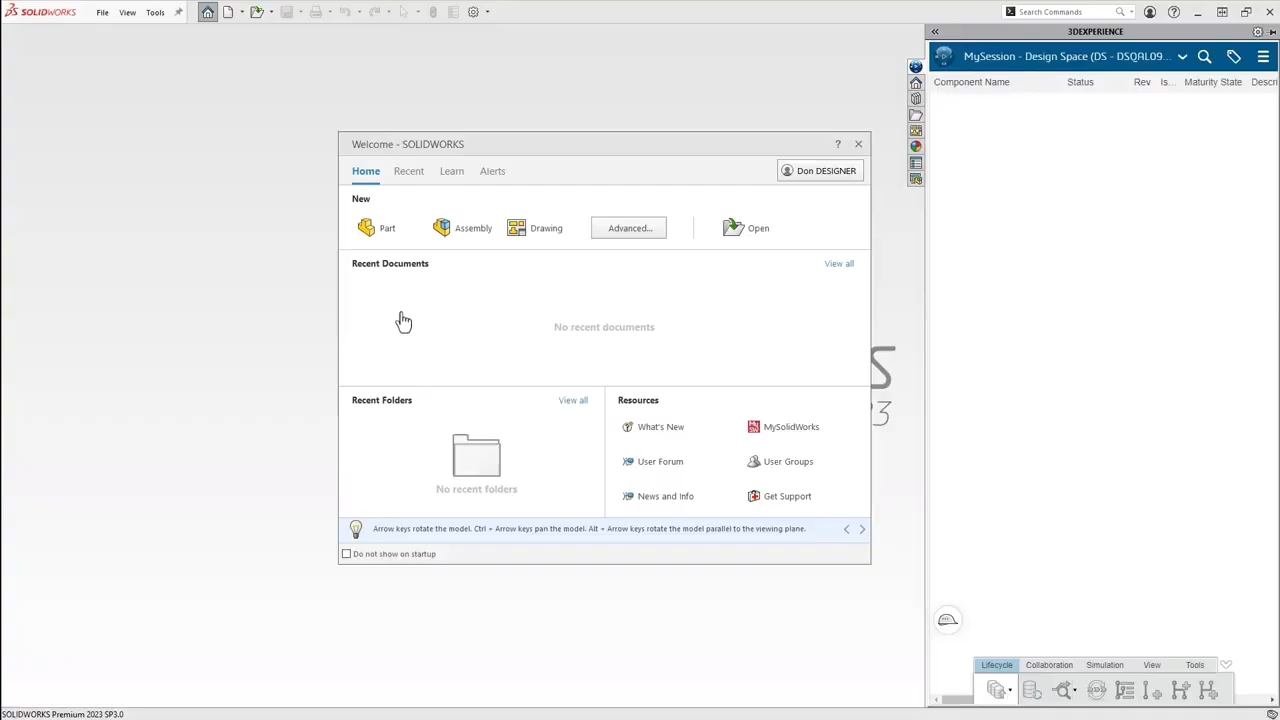 SOLIDWORKS File View Tools Search Commands
3DEXPERIENCE
MySession - Design Space (DS - DSQAL09...
Component Name Status Rev Is... Maturity State Descri
Welcome - SOLIDWORKS
Home Recent Learn Alerts Don DESIGNER
New
Part Assembly Drawing Advanced... Open
Recent Documents View all
No recent documents
Recent Folders View all Resources
What's New MySolidWorks
User Forum User Groups
No recent folders News and Info Get Support
Arrow keys rotate the model. Ctrl + Arrow keys pan the model. Alt + Arrow keys rotate the model parallel to the viewing plane.
Do not show on startup
Lifecycle Collaboration Simulation View Tools
SOLIDWORKS Premium 2023 SP3.0